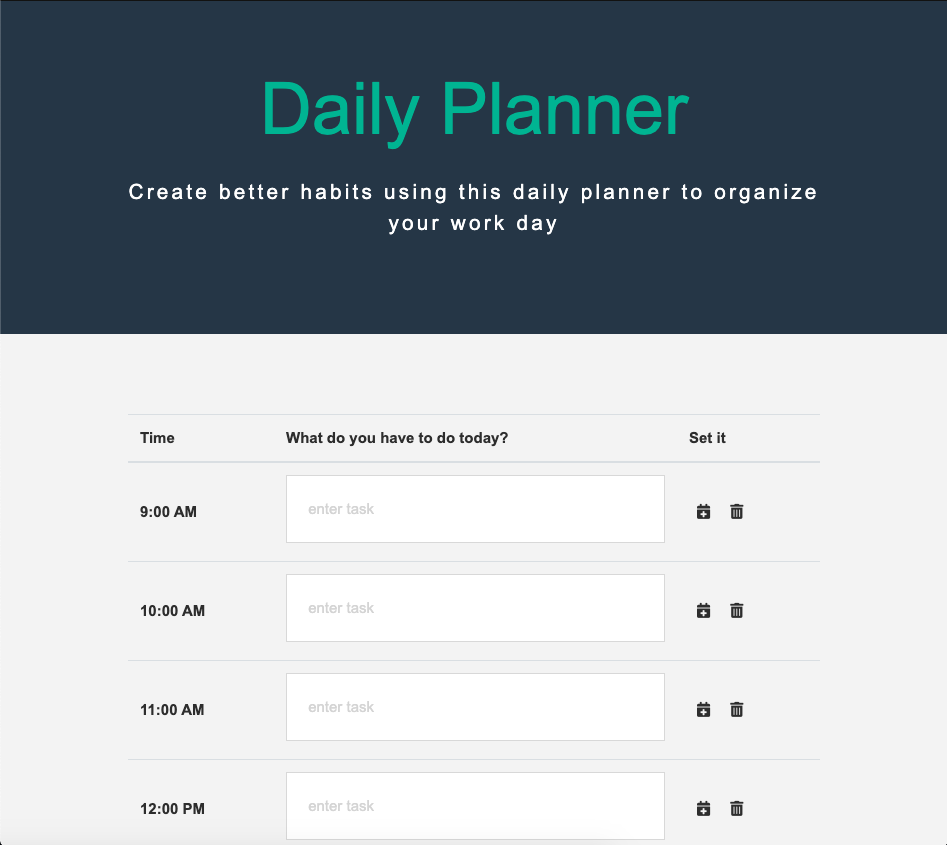 Daily Planner
Create better habits using this daily planner to organize
your work day
Time What do you have to do today? Set it
9:00 AM enter task
10:00 AM enter task
11:00 AM enter task
12:00 PM enter task